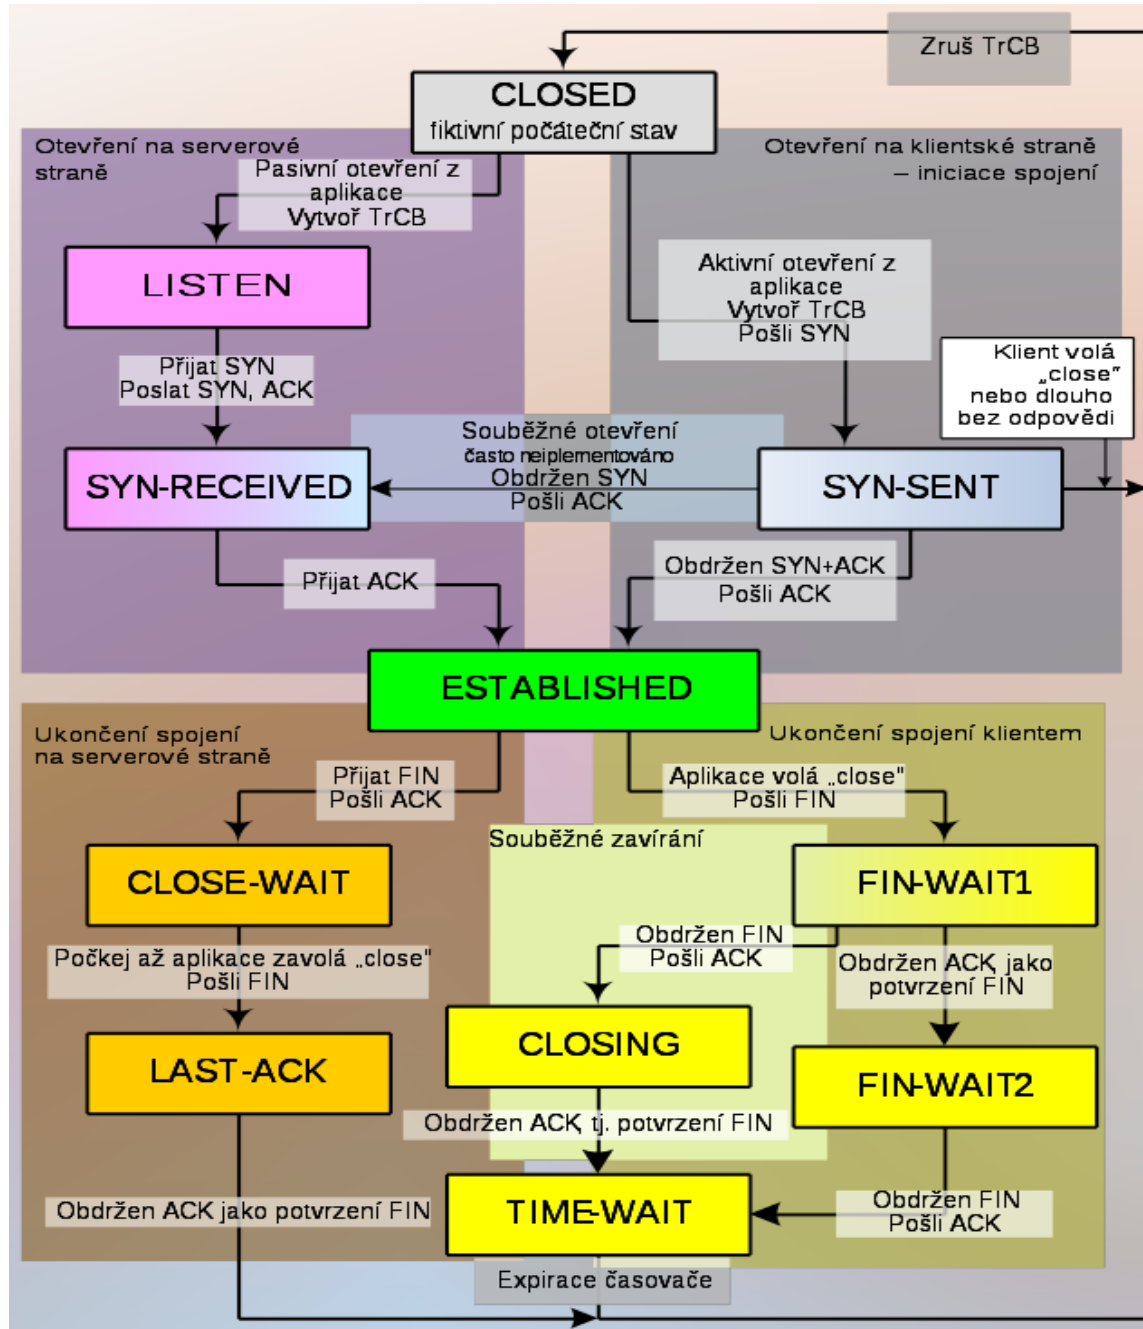 Zruš TrCB
CLOSED
fiktivní počáteční stav
Otevření na serverové
straně
Otevření na klientské straně
– iniciace spojení
Pasivní otevření z
aplikace
Vytvoř TrCB
LISTEN
Aktivní otevření z
aplikace
Vytvoř TrCB
Pošli SYN
Přijat SYN
Poslat SYN, ACK
Klient volá
„close"
nebo dlouho
bez odpovědi
Souběžné otevření
často neiplementováno
Obdržen SYN
Pošli ACK
SYN-RECEIVED
SYN-SENT
Přijat ACK
Obdržen SYN+ACK
Pošli ACK
ESTABLISHED
Ukončení spojení
na serverové straně
Ukončení spojení klientem
Přijat FIN
Pošli ACK
Aplikace volá „close"
Pošli FIN
Souběžné zavírání
CLOSE-WAIT
FIN-WAIT1
Počkej až aplikace zavolá „close"
Pošli FIN
Obdržen FIN
Pošli ACK
Obdržen ACK, jako
potvrzení FIN
LAST-ACK
CLOSING
FIN-WAIT2
Obdržen ACK, tj. potvrzení FIN
Obdržen ACK jako potvrzení FIN
TIME-WAIT
Obdržen FIN
Pošli ACK
Expirace časovače